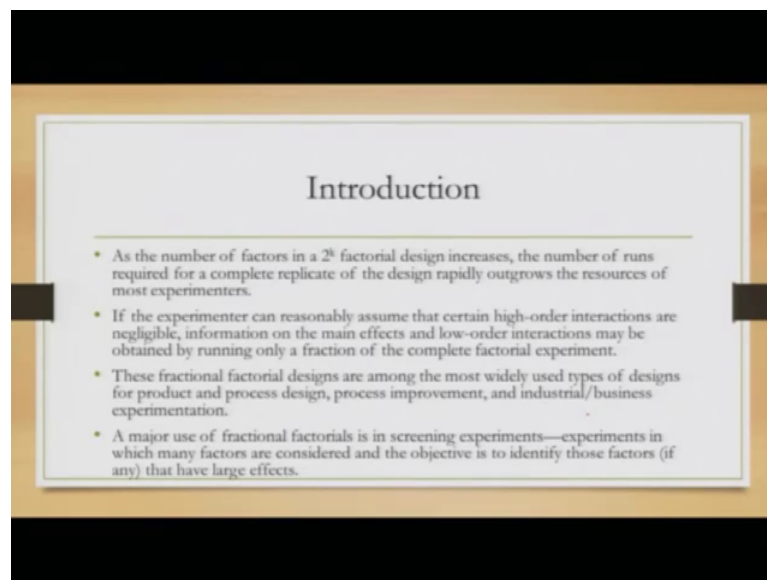 Introduction
• As the number of factors in a 2ᵏ factorial design increases, the number of runs
required for a complete replicate of the design rapidly outgrows the resources of
most experimenters.
• If the experimenter can reasonably assume that certain high-order interactions are
negligible, information on the main effects and low-order interactions may be
obtained by running only a fraction of the complete factorial experiment.
• These fractional factorial designs are among the most widely used types of designs
for product and process design, process improvement, and industrial/business
experimentation.
• A major use of fractional factorials is in screening experiments—experiments in
which many factors are considered and the objective is to identify those factors (if
any) that have large effects.